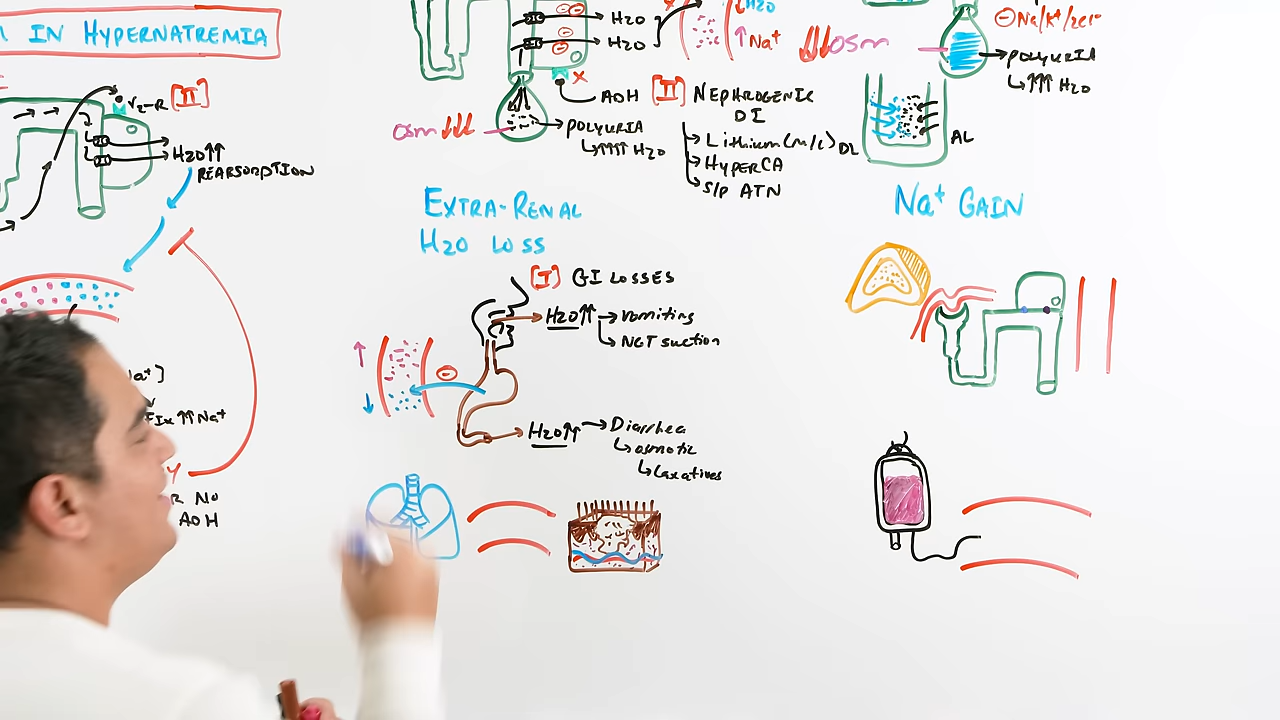 IN HYPERNATREMIA
V2-R [II]
H2O↑↑
REABSORPTION
Na+]
↑↑Na+
NO
ADH
H2O
H2O
↓H2O
↑Na+
X
ADH
osm↓↓↓
→POLYURIA
↳↑↑↑↑ H2O
[II] NEPHROGENIC
DI
→Lithium (m/c)
→HYPERCA
→S/P ATN
↓↓osm
⊖Na/K+/2Cl-
→POLYURIA
↳↑↑↑ H2O
DL
AL
EXTRA-RENAL
H2O LOSS
[I] GI LOSSES
H2O↑↑→vomiting
↳NGT suction
↑
↓
⊖
H2O↑↑→Diarrhea
↳osmotic
↳Laxatives
Na+ GAIN